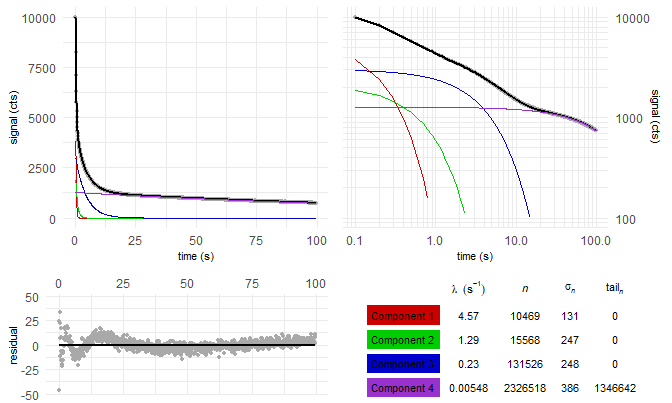 10000
7500
5000
2500
0
signal (cts)
0 25 50 75 100
time (s)
10000
1000
100
signal (cts)
0.1 1.0 10.0 100.0
time (s)
0 25 50 75 100
50
25
0
-25
-50
residual
λ (s⁻¹) n σₙ tailₙ
Component 1 4.57 10469 131 0
Component 2 1.29 15568 247 0
Component 3 0.23 131526 248 0
Component 4 0.00548 2326518 386 1346642